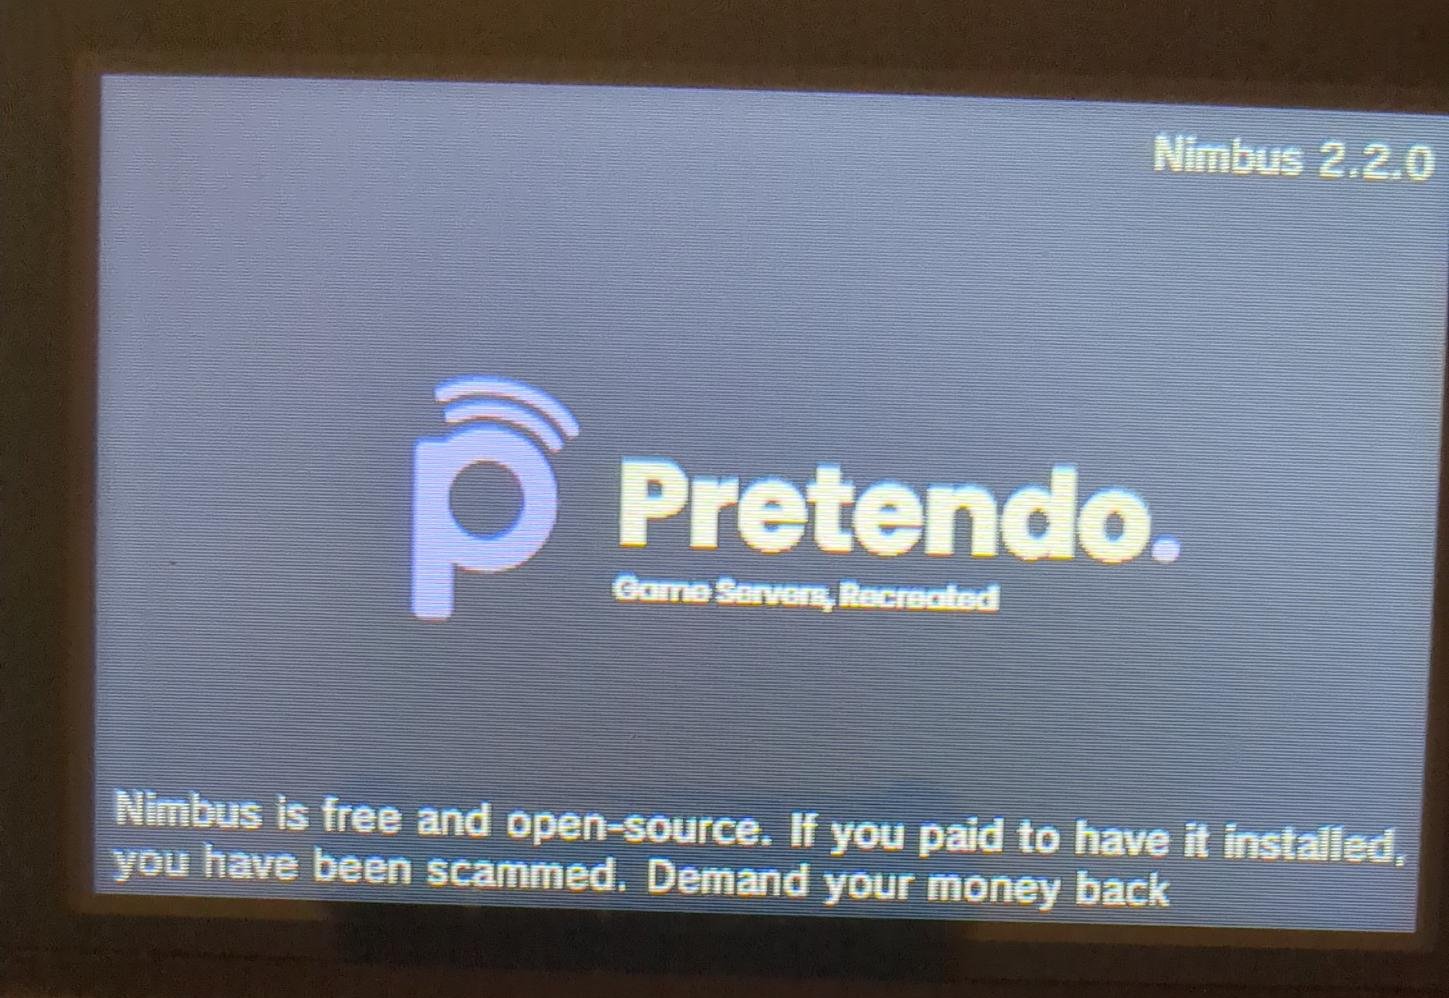 Nimbus 2.2.0
Pretendo.
Game Servers, Recreated
Nimbus is free and open-source. If you paid to have it installed,
you have been scammed. Demand your money back